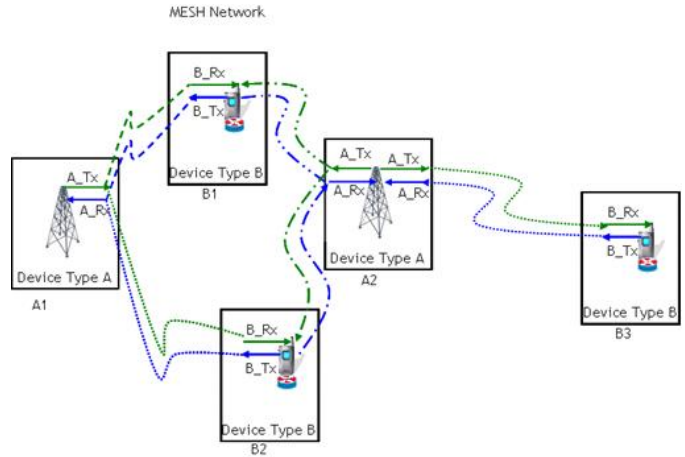 MESH Network
B_Rx
B_Tx
Device Type B
B1
A_Tx
A_Rx
Device Type A
A1
A_Tx A_Tx
A_Rx A_Rx
Device Type A
A2
B_Rx
B_Tx
Device Type B
B3
B_Rx
B_Tx
Device Type B
B2